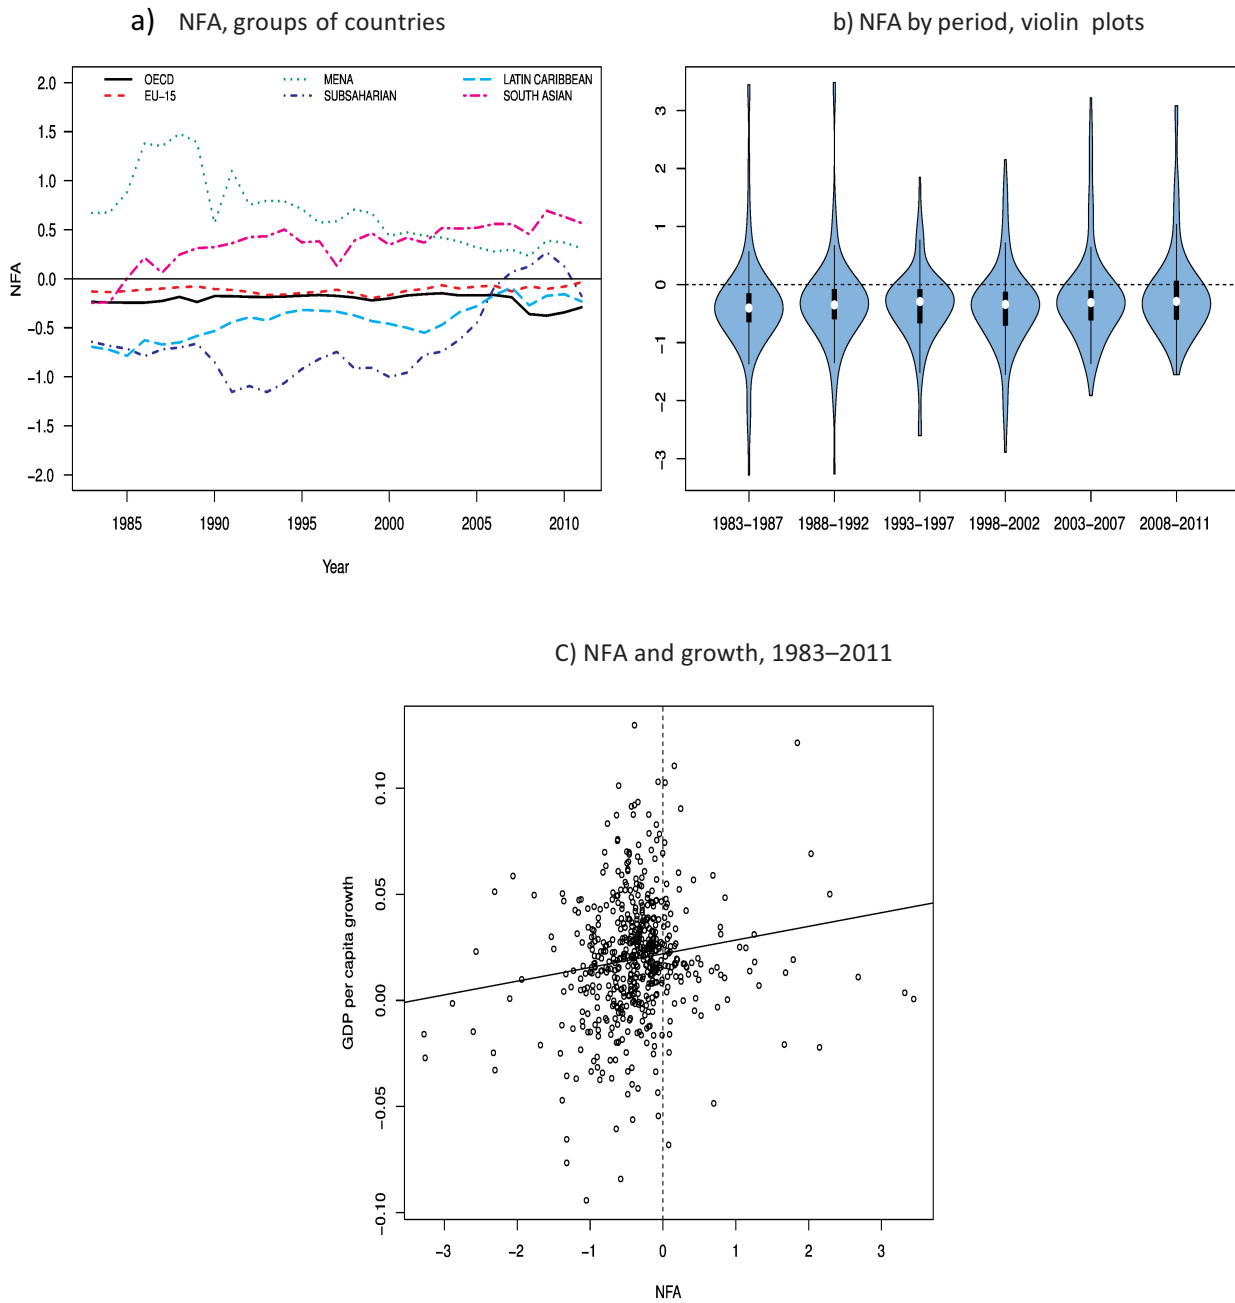 a) NFA, groups of countries
OECD MENA LATIN CARIBBEAN
EU−15 SUBSAHARIAN SOUTH ASIAN
2.0
1.5
1.0
0.5
0.0
−0.5
−1.0
−1.5
−2.0
NFA
1985 1990 1995 2000 2005 2010
Year
b) NFA by period, violin plots
3
2
1
0
−1
−2
−3
1983−1987 1988−1992 1993−1997 1998−2002 2003−2007 2008−2011
C) NFA and growth, 1983–2011
GDP per capita growth
0.10
0.05
0.00
−0.05
−0.10
−3 −2 −1 0 1 2 3
NFA